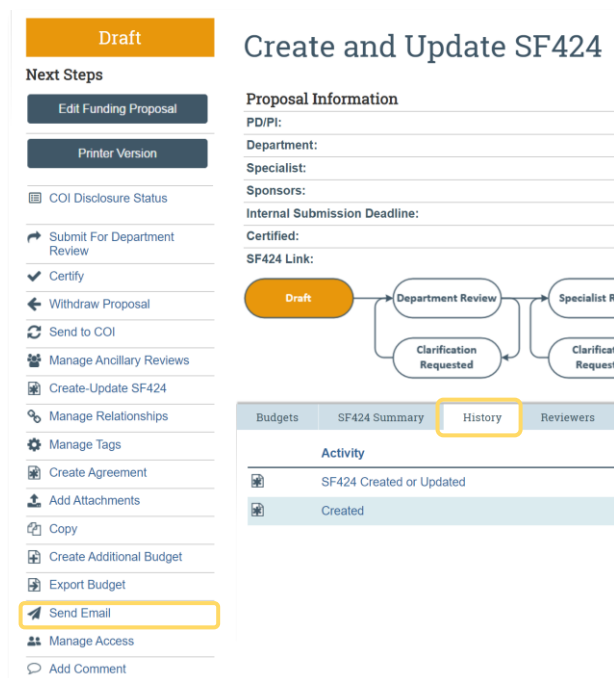 Draft
Next Steps
Edit Funding Proposal
Printer Version
COI Disclosure Status
Submit For Department
Review
Certify
Withdraw Proposal
Send to COI
Manage Ancillary Reviews
Create-Update SF424
Manage Relationships
Manage Tags
Create Agreement
Add Attachments
Copy
Create Additional Budget
Export Budget
Send Email
Manage Access
Add Comment
Create and Update SF424
Proposal Information
PD/PI:
Department:
Specialist:
Sponsors:
Internal Submission Deadline:
Certified:
SF424 Link:
Draft
Department Review
Specialist R
Clarification
Requested
Clarificat
Request
Budgets
SF424 Summary
History
Reviewers
Activity
SF424 Created or Updated
Created